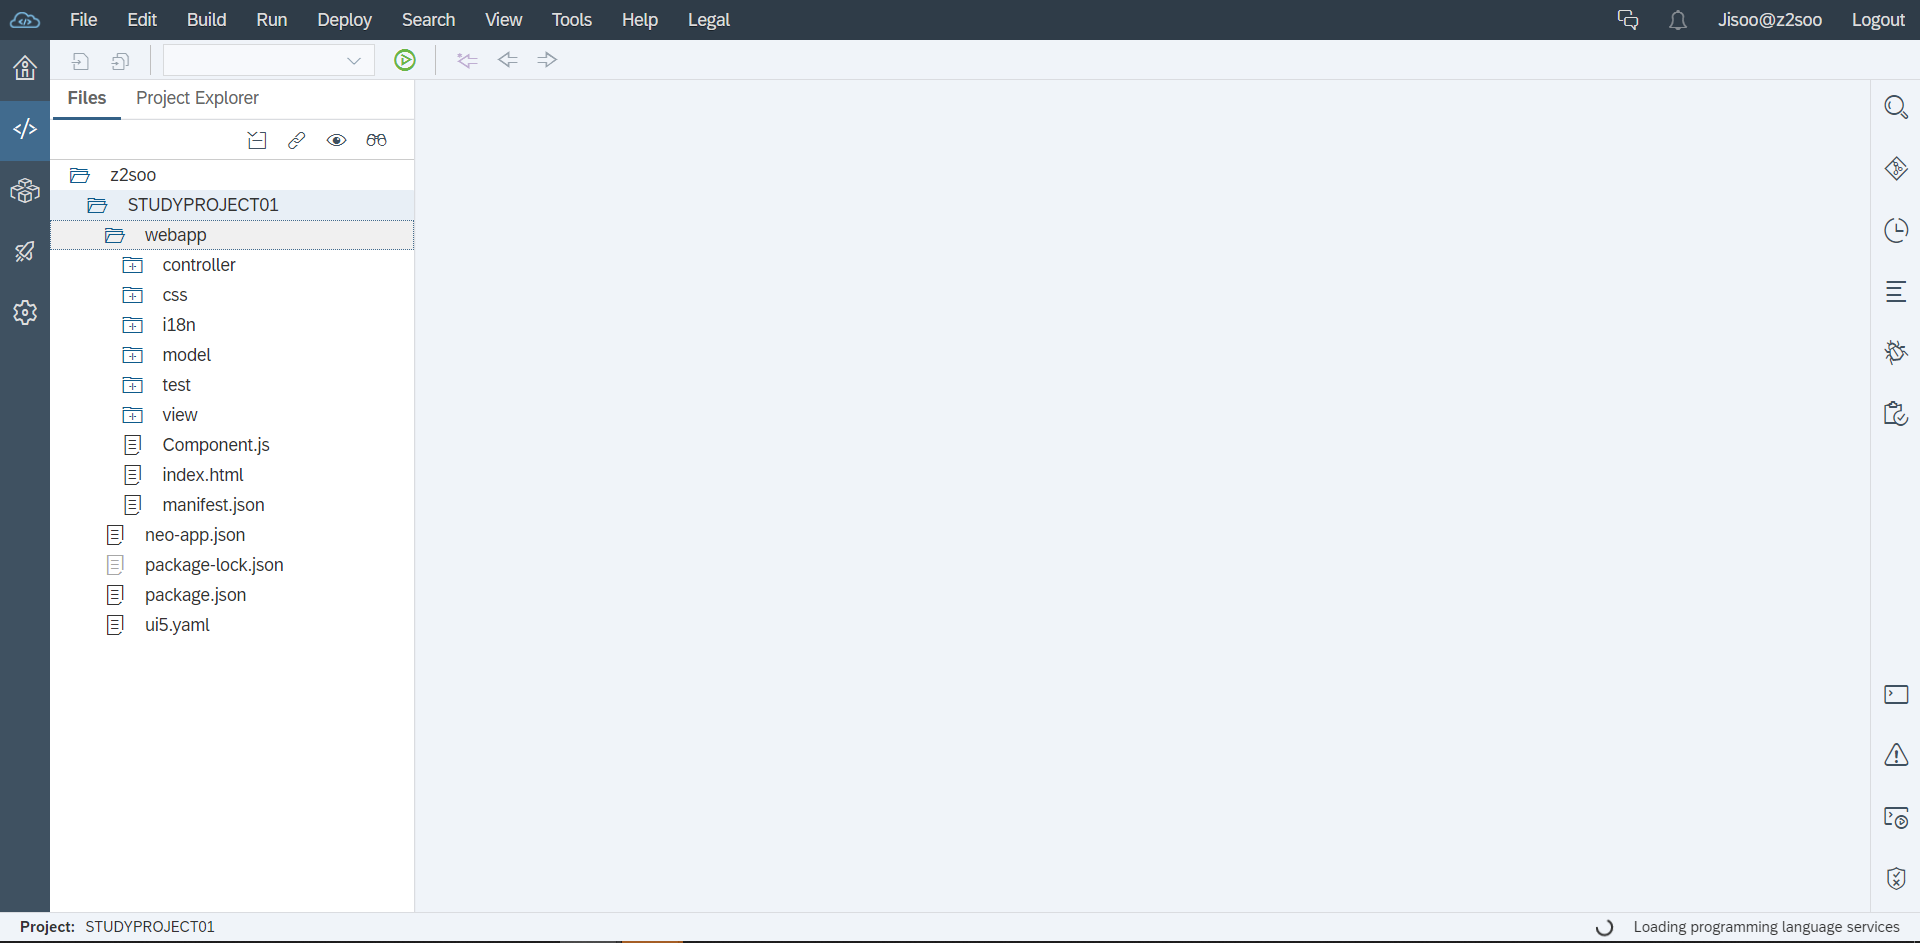 File Edit Build Run Deploy Search View Tools Help Legal Jisoo@z2soo Logout
Files Project Explorer
z2soo
STUDYPROJECT01
webapp
controller
css
i18n
model
test
view
Component.js
index.html
manifest.json
neo-app.json
package-lock.json
package.json
ui5.yaml
Project: STUDYPROJECT01 Loading programming language services